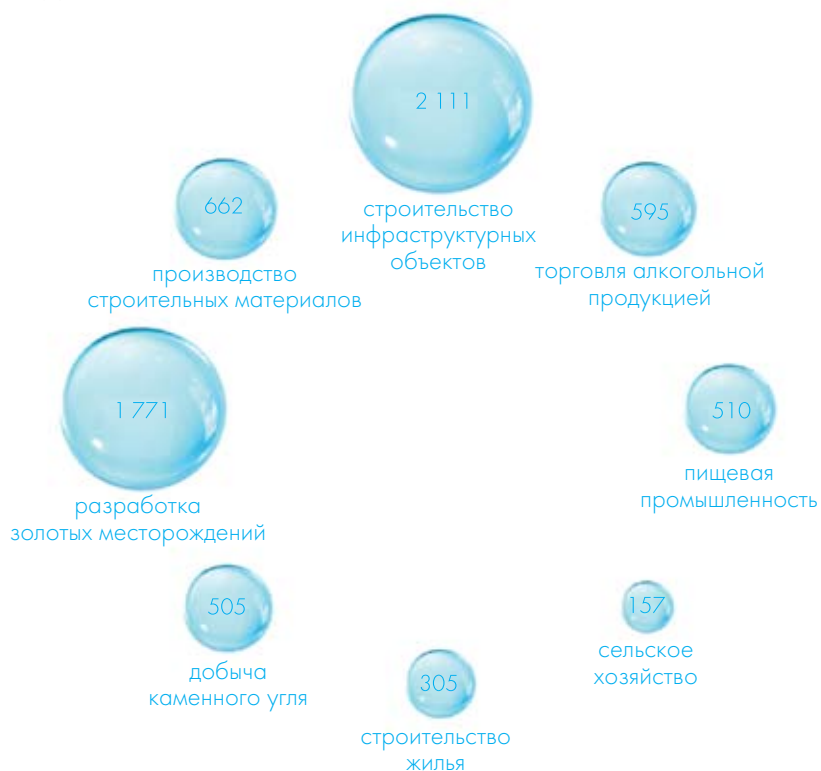 2 111
строительство
инфраструктурных
объектов
662
производство
строительных материалов
595
торговля алкогольной
продукцией
1 771
разработка
золотых месторождений
510
пищевая
промышленность
505
добыча
каменного угля
157
сельское
хозяйство
305
строительство
жилья